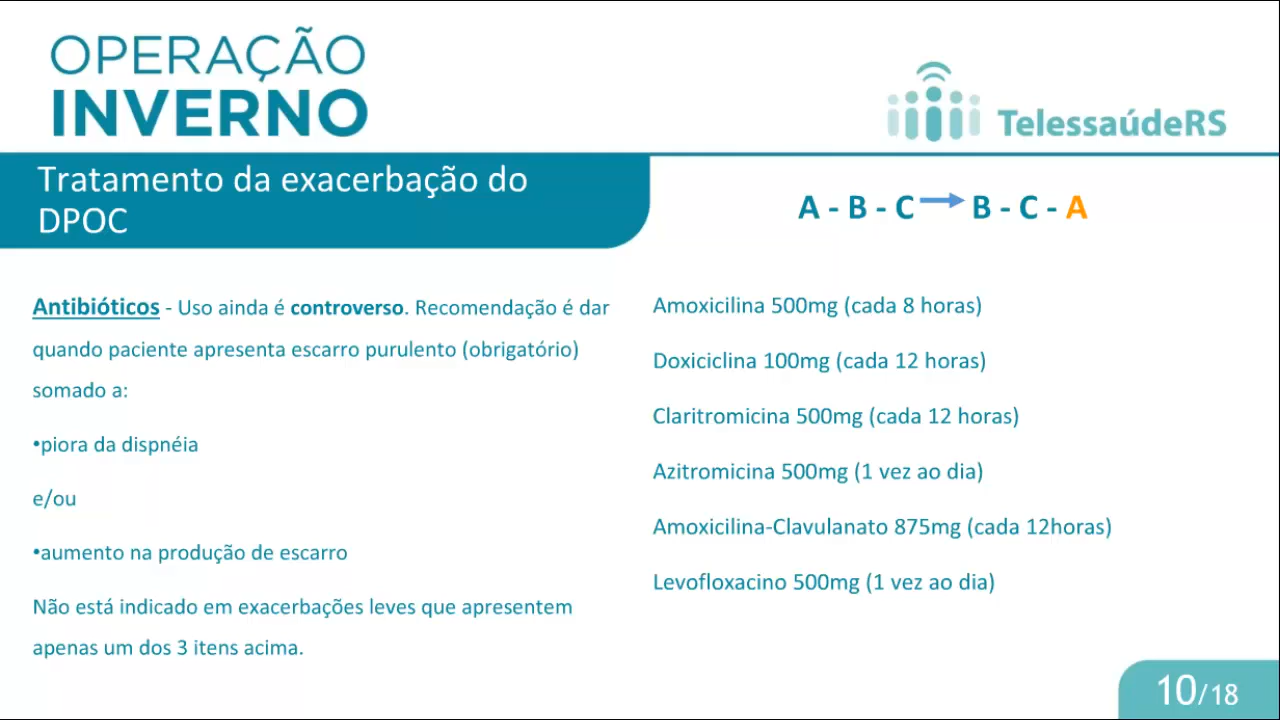 OPERAÇÃO
INVERNO
TelessaúdeRS
Tratamento da exacerbação do
DPOC
A - B - C → B - C - A
Antibióticos - Uso ainda é controverso. Recomendação é dar
quando paciente apresenta escarro purulento (obrigatório)
somado a:
•piora da dispnéia
e/ou
•aumento na produção de escarro
Não está indicado em exacerbações leves que apresentem
apenas um dos 3 itens acima.
Amoxicilina 500mg (cada 8 horas)
Doxiciclina 100mg (cada 12 horas)
Claritromicina 500mg (cada 12 horas)
Azitromicina 500mg (1 vez ao dia)
Amoxicilina-Clavulanato 875mg (cada 12horas)
Levofloxacino 500mg (1 vez ao dia)
10/18